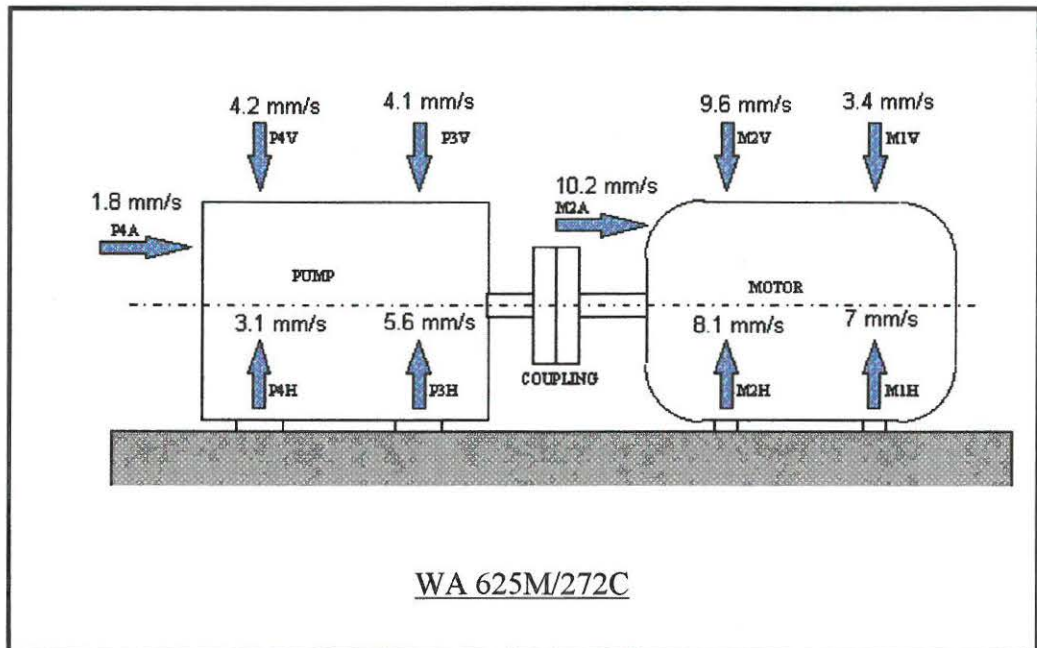 4.2 mm/s 4.1 mm/s 9.6 mm/s 3.4 mm/s
P4V P3V M2V M1V
1.8 mm/s 10.2 mm/s
P4A M2A
PUMP MOTOR
3.1 mm/s 5.6 mm/s 8.1 mm/s 7 mm/s
P4H P3H COUPLING M2H M1H
WA 625M/272C